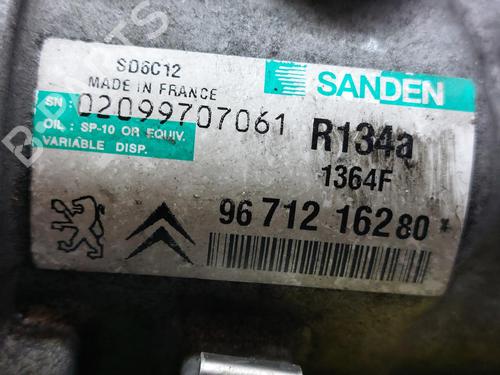 SD6C12
MADE IN FRANCE
SANDEN
SN: 02099707061
OIL: SP-10 OR EQUIV.
VARIABLE DISP.
R134a
1364F
96 712 162 80